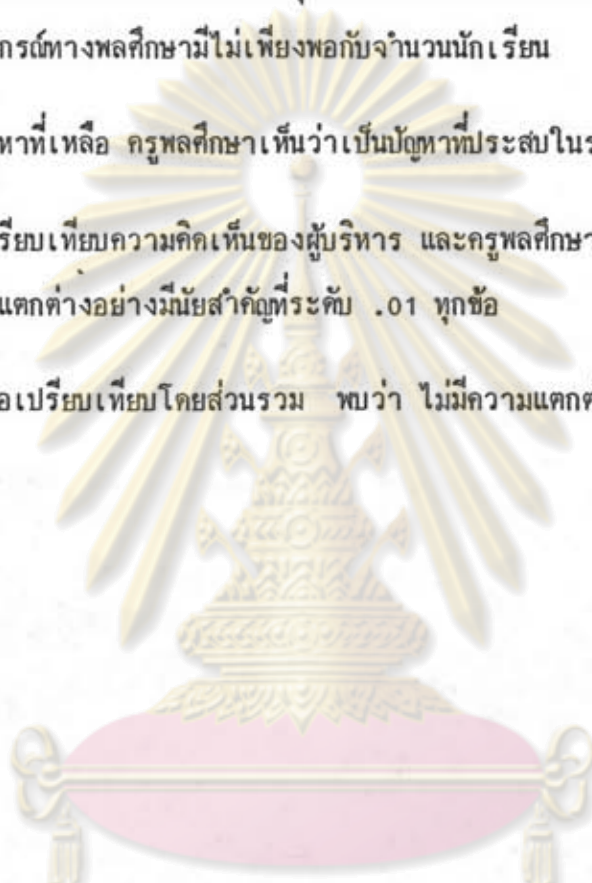 กรณ์ทางพลศึกษามีไม่เพียงพอกับจำนวนนักเรียน
หาที่เหลือ ครูพลศึกษาเห็นว่าเป็นปัญหาที่ประสบในร
รียบเทียบความคิดเห็นของผู้บริหาร และครูพลศึกษา
แตกต่างอย่างมีนัยสำคัญที่ระดับ .01 ทุกข้อ
อเปรียบเทียบโดยส่วนรวม พบว่า ไม่มีความแตกต